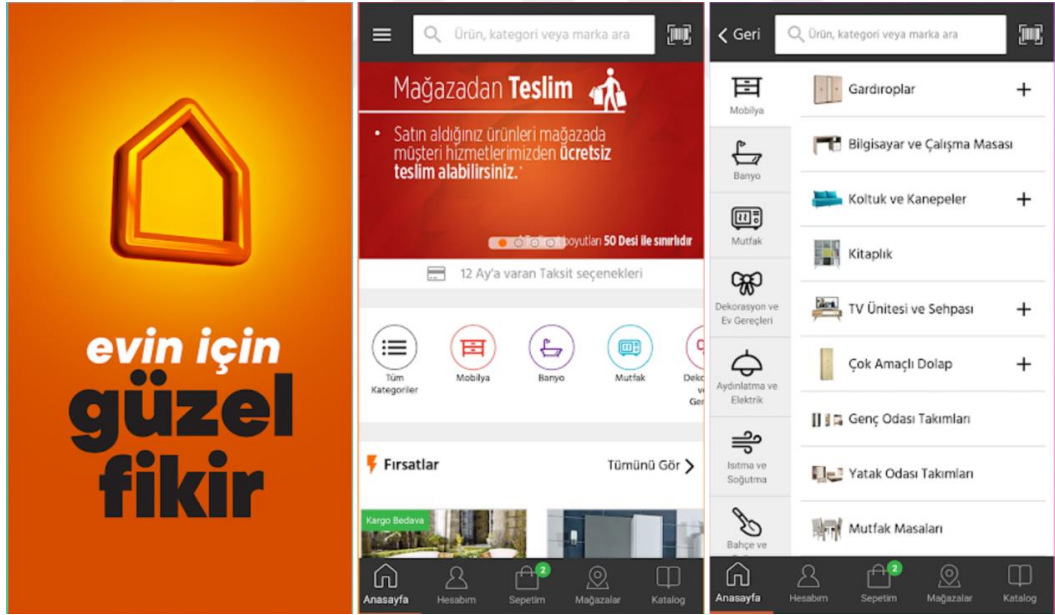 evin için
güzel
fikir
Ürün, kategori veya marka ara
Mağazadan Teslim
• Satın aldığınız ürünleri mağazada
müşteri hizmetlerimizden ücretsiz
teslim alabilirsiniz.*
boyutları 50 Desi ile sınırlıdır
12 Ay'a varan Taksit seçenekleri
Tüm
Kategoriler
Mobilya
Banyo
Mutfak
Deko
ve
Ger
Fırsatlar
Tümünü Gör
Kargo Bedava
Anasayfa
Hesabım
2
Sepetim
Mağazalar
Katalog
Geri
Ürün, kategori veya marka ara
Mobilya
Banyo
Mutfak
Dekorasyon ve
Ev Gereçleri
Aydınlatma ve
Elektrik
Isıtma ve
Soğutma
Bahçe ve
Gardıroplar +
Bilgisayar ve Çalışma Masası
Koltuk ve Kanepeler +
Kitaplık
TV Ünitesi ve Sehpası +
Çok Amaçlı Dolap +
Genç Odası Takımları
Yatak Odası Takımları
Mutfak Masaları
Anasayfa
Hesabım
2
Sepetim
Mağazalar
Katalog